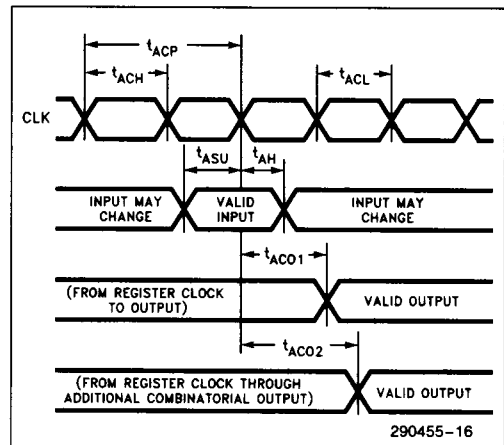 tACP
tACH
tACL
CLK
tASU
tAH
INPUT MAY
CHANGE
VALID
INPUT
INPUT MAY
CHANGE
tACO1
(FROM REGISTER CLOCK
TO OUTPUT)
VALID OUTPUT
tACO2
(FROM REGISTER CLOCK THROUGH
ADDITIONAL COMBINATORIAL OUTPUT)
VALID OUTPUT
290455-16